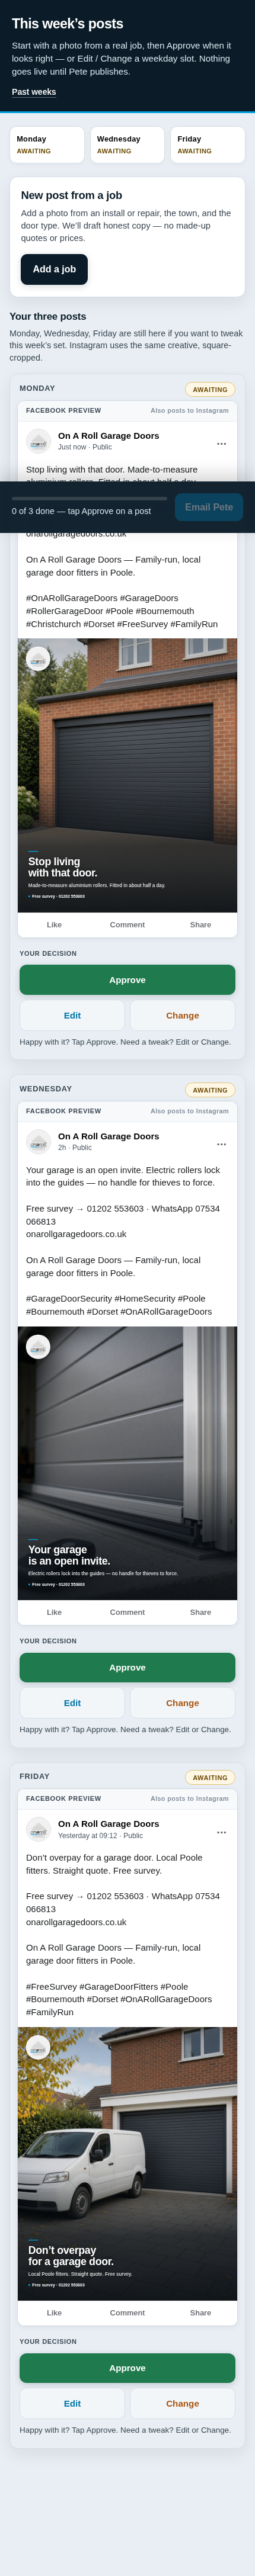 This week's posts
Start with a photo from a real job, then Approve when it
looks right — or Edit / Change a weekday slot. Nothing
goes live until Pete publishes.
Past weeks
Monday
AWAITING
Wednesday
AWAITING
Friday
AWAITING
New post from a job
Add a photo from an install or repair, the town, and the
door type. We'll draft honest copy — no made-up
quotes or prices.
Add a job
Your three posts
Monday, Wednesday, Friday are still here if you want to tweak
this week's set. Instagram uses the same creative, square-
cropped.
MONDAY
AWAITING
FACEBOOK PREVIEW
Also posts to Instagram
On A Roll Garage Doors
Just now · Public
Stop living with that door. Made-to-measure
0 of 3 done — tap Approve on a post
Email Pete
onarollgaragedoors.co.uk
On A Roll Garage Doors — Family-run, local
garage door fitters in Poole.
#OnARollGarageDoors #GarageDoors
#RollerGarageDoor #Poole #Bournemouth
#Christchurch #Dorset #FreeSurvey #FamilyRun
Stop living
with that door.
Made-to-measure aluminium rollers. Fitted in about half a day.
Free survey · 01202 553603
Like
Comment
Share
YOUR DECISION
Approve
Edit
Change
Happy with it? Tap Approve. Need a tweak? Edit or Change.
WEDNESDAY
AWAITING
FACEBOOK PREVIEW
Also posts to Instagram
On A Roll Garage Doors
2h · Public
Your garage is an open invite. Electric rollers lock
into the guides — no handle for thieves to force.
Free survey → 01202 553603 · WhatsApp 07534
066813
onarollgaragedoors.co.uk
On A Roll Garage Doors — Family-run, local
garage door fitters in Poole.
#GarageDoorSecurity #HomeSecurity #Poole
#Bournemouth #Dorset #OnARollGarageDoors
Your garage
is an open invite.
Electric rollers lock into the guides — no handle for thieves to force.
Free survey · 01202 553603
Like
Comment
Share
YOUR DECISION
Approve
Edit
Change
Happy with it? Tap Approve. Need a tweak? Edit or Change.
FRIDAY
AWAITING
FACEBOOK PREVIEW
Also posts to Instagram
On A Roll Garage Doors
Yesterday at 09:12 · Public
Don't overpay for a garage door. Local Poole
fitters. Straight quote. Free survey.
Free survey → 01202 553603 · WhatsApp 07534
066813
onarollgaragedoors.co.uk
On A Roll Garage Doors — Family-run, local
garage door fitters in Poole.
#FreeSurvey #GarageDoorFitters #Poole
#Bournemouth #Dorset #OnARollGarageDoors
#FamilyRun
Don't overpay
for a garage door.
Local Poole fitters. Straight quote. Free survey.
Free survey · 01202 553603
Like
Comment
Share
YOUR DECISION
Approve
Edit
Change
Happy with it? Tap Approve. Need a tweak? Edit or Change.